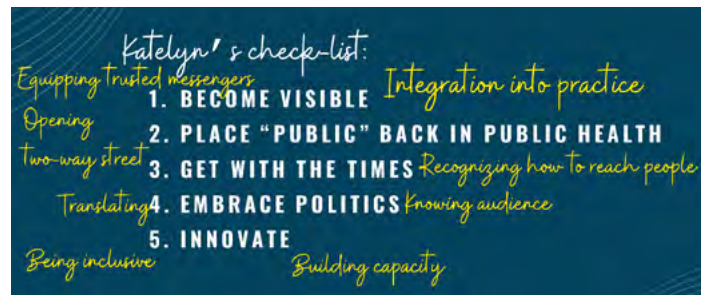 Katelyn's check-list:
Equipping trusted messengers
Integration into practice
1. BECOME VISIBLE
Opening
2. PLACE “PUBLIC” BACK IN PUBLIC HEALTH
Two-way street
3. GET WITH THE TIMES Recognizing how to reach people
Translating 4. EMBRACE POLITICS Knowing audience
5. INNOVATE
Being inclusive
Building capacity